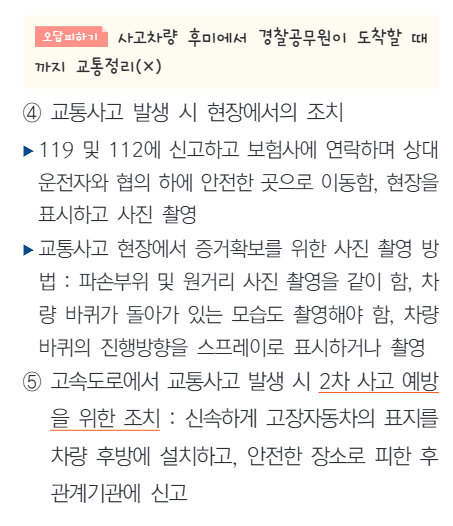 오답피하기 사고차량 후미에서 경찰공무원이 도착할 때
까지 교통정리(×)
④ 교통사고 발생 시 현장에서의 조치
▶119 및 112에 신고하고 보험사에 연락하며 상대
운전자와 협의 하에 안전한 곳으로 이동함, 현장을
표시하고 사진 촬영
▶교통사고 현장에서 증거확보를 위한 사진 촬영 방
법 : 파손부위 및 원거리 사진 촬영을 같이 함, 차
량 바퀴가 돌아가 있는 모습도 촬영해야 함, 차량
바퀴의 진행방향을 스프레이로 표시하거나 촬영
⑤ 고속도로에서 교통사고 발생 시 2차 사고 예방
을 위한 조치 : 신속하게 고장자동차의 표지를
차량 후방에 설치하고, 안전한 장소로 피한 후
관계기관에 신고